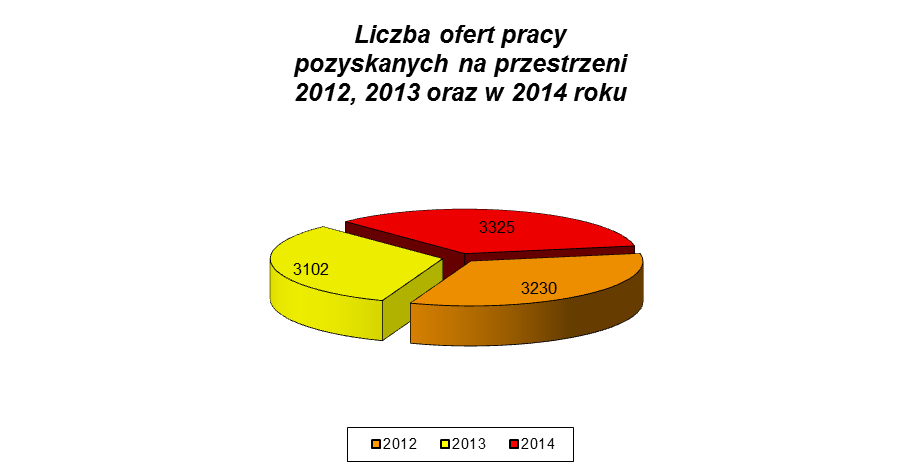 Liczba ofert pracy
pozyskanych na przestrzeni
2012, 2013 oraz w 2014 roku
3325
3102
3230
2012 2013 2014